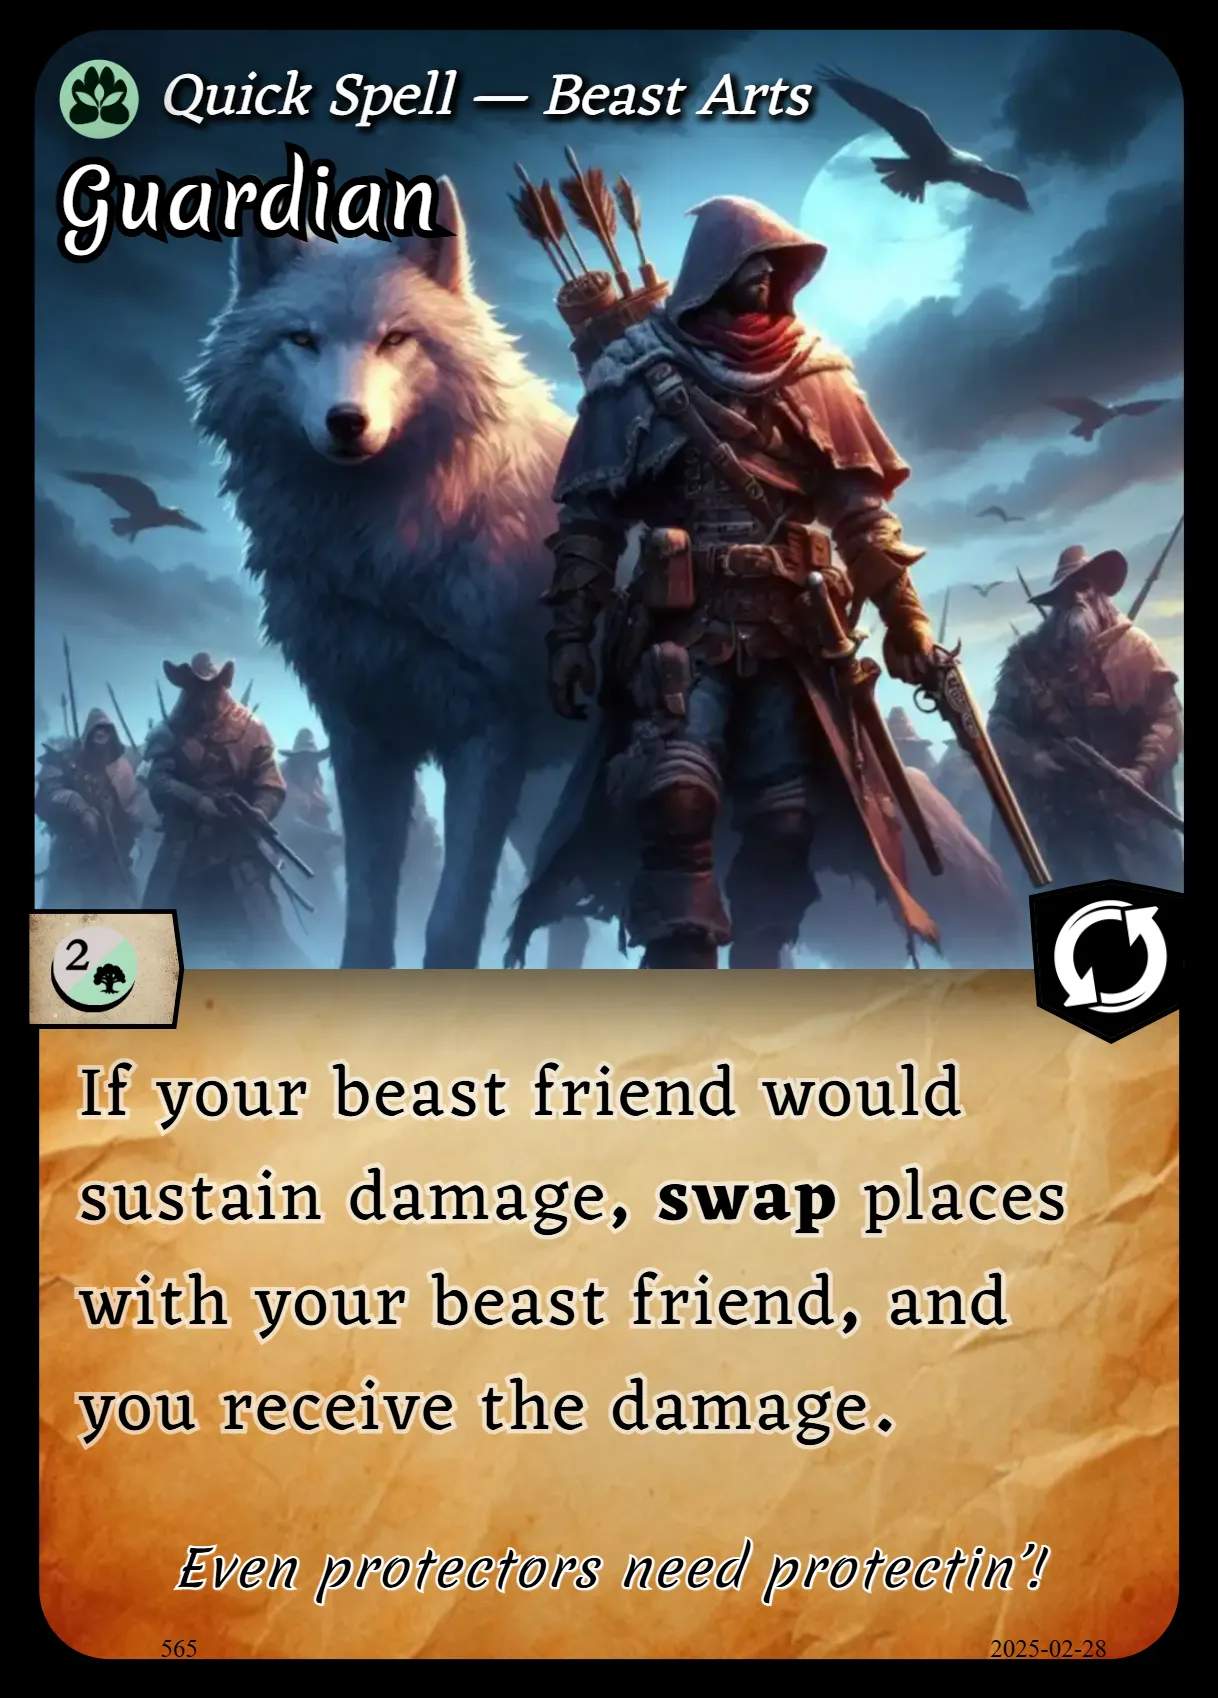 Quick Spell — Beast Arts
Guardian
2
If your beast friend would
sustain damage, swap places
with your beast friend, and
you receive the damage.
Even protectors need protectin'!
565
2025-02-28